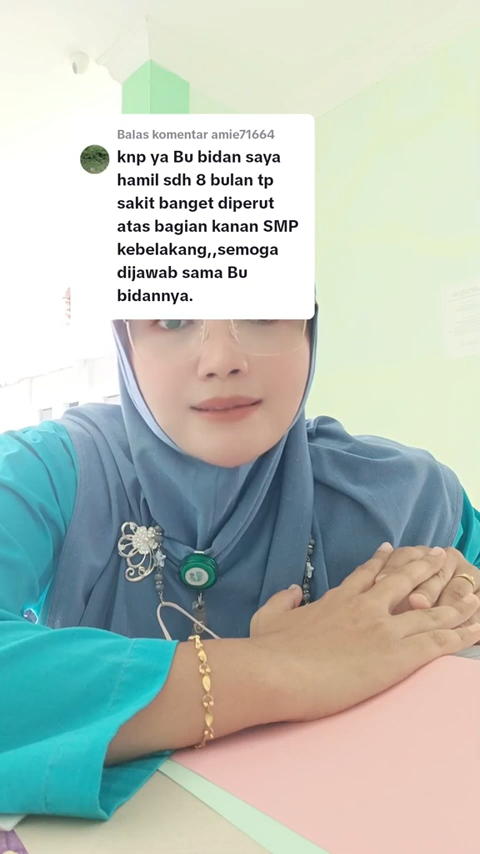 Balas komentar amie71664
knp ya Bu bidan saya
hamil sdh 8 bulan tp
sakit banget diperut
atas bagian kanan SMP
kebelakang,,semoga
dijawab sama Bu
bidannya.